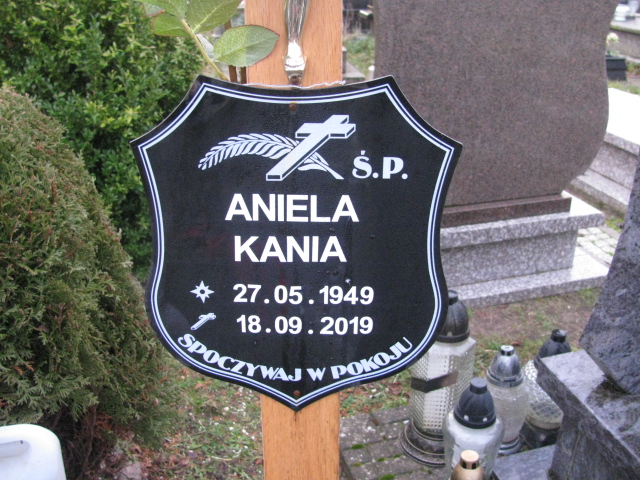 Ś.P.
ANIELA
KANIA
27.05.1949
18.09.2019
SPOCZYWAJ W POKOJU